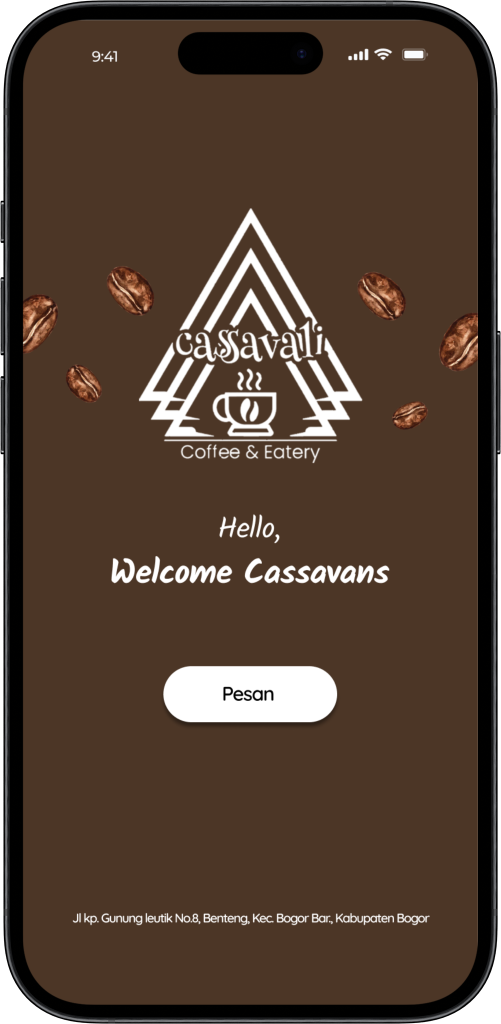 9:41
cassavali
Coffee & Eatery
Hello,
Welcome Cassavans
Pesan
Jl kp. Gunung leutik No.8, Benteng, Kec. Bogor Bar., Kabupaten Bogor